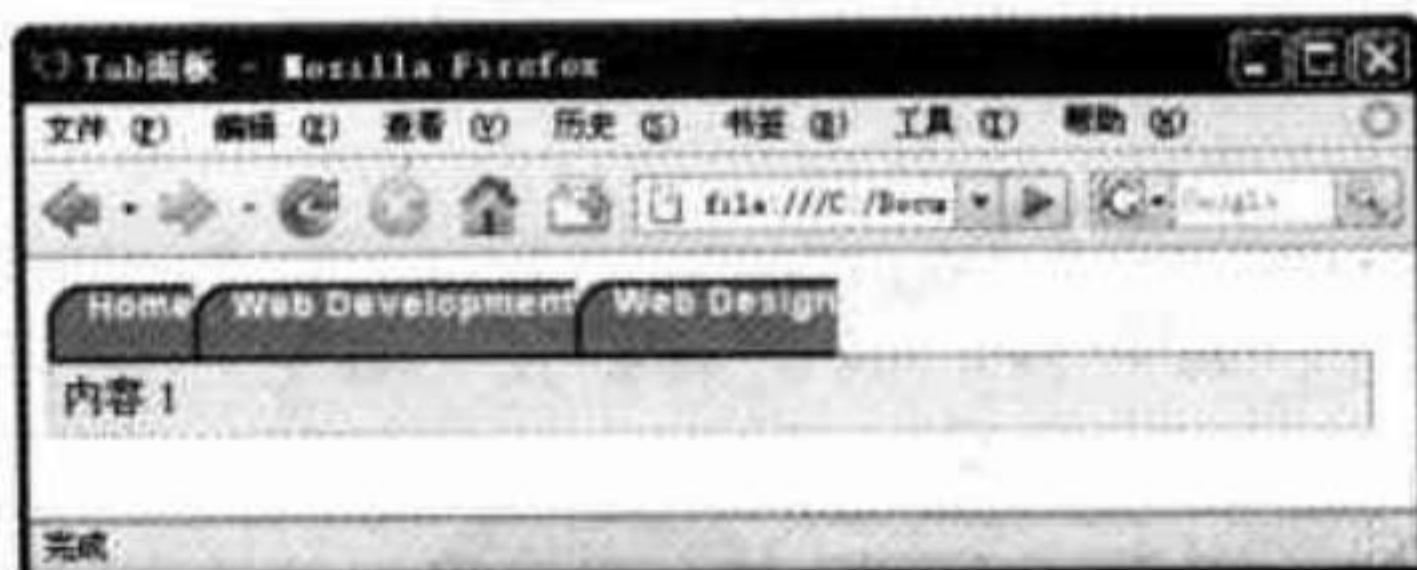 Tab面板 - Mozilla Firefox
文件 (F) 编辑 (E) 查看 (V) 历史 (S) 书签 (B) 工具 (T) 帮助 (H)
file:///C:/Docu Google
Home Web Development Web Design
内容 1
完成